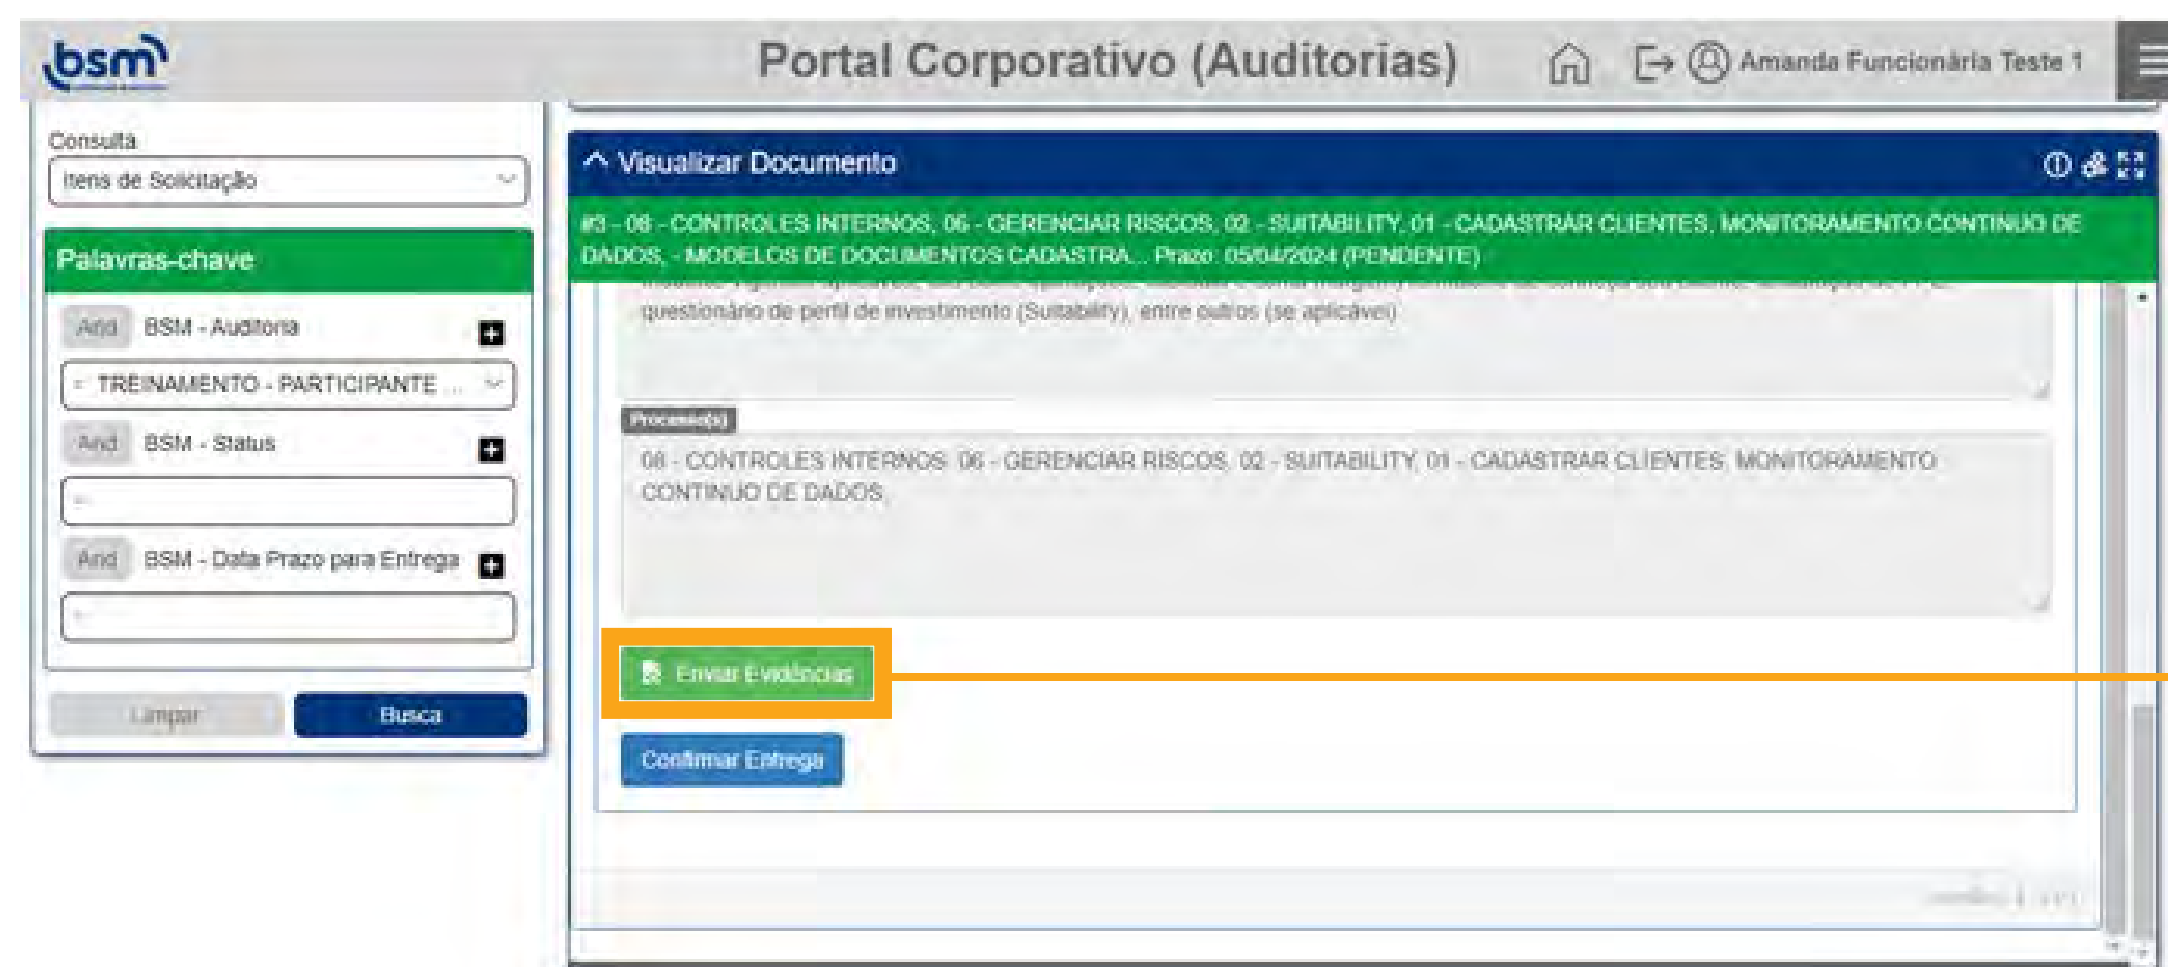 bsm
Portal Corporativo (Auditorias)
Amanda Funcionária Teste 1
Consulta
Itens de Solicitação
Palavras-chave
And BSM - Auditoria
= TREINAMENTO - PARTICIPANTE ...
And BSM - Status
And BSM - Data Prazo para Entrega
Limpar
Busca
Visualizar Documento
#3 - 08 - CONTROLES INTERNOS, 06 - GERENCIAR RISCOS, 02 - SUITABILITY, 01 - CADASTRAR CLIENTES, MONITORAMENTO CONTINUO DE
DADOS, - MODELOS DE DOCUMENTOS CADASTRA... Prazo: 05/04/2024 (PENDENTE)
questionário de perfil de investimento (Suitability), entre outros (se aplicável)
Processo(s)
08 - CONTROLES INTERNOS, 06 - GERENCIAR RISCOS, 02 - SUITABILITY, 01 - CADASTRAR CLIENTES, MONITORAMENTO
CONTINUO DE DADOS,
Enviar Evidências
Confirmar Entrega